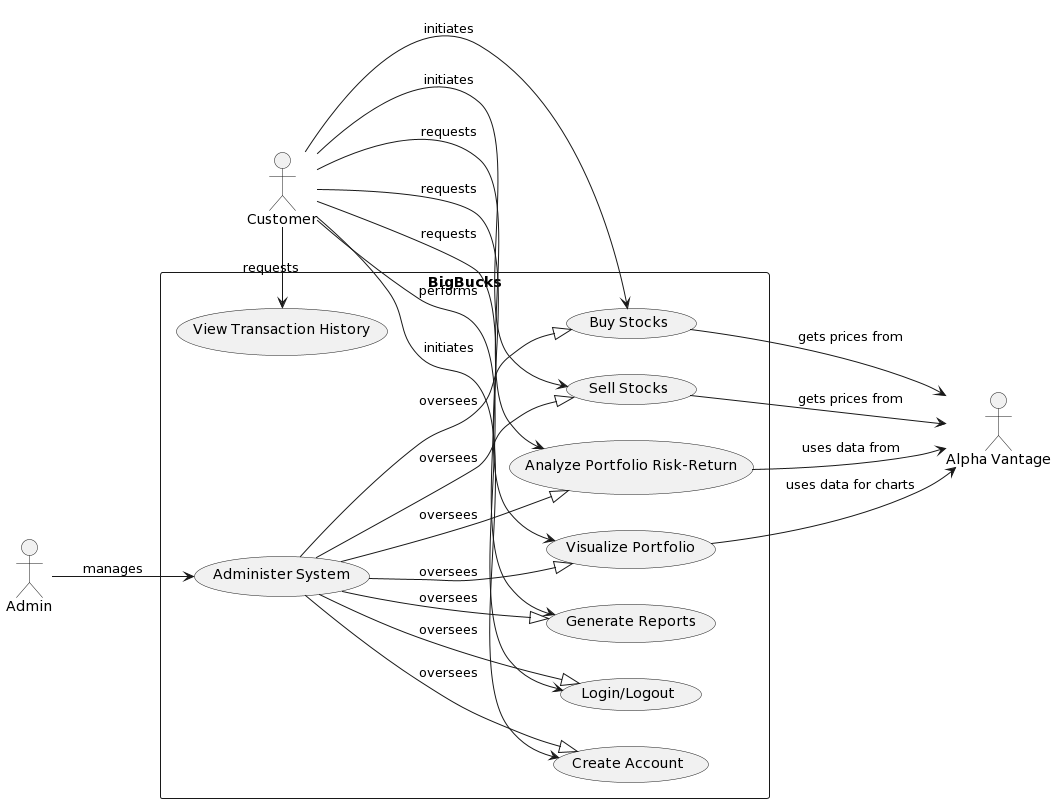 initiates
initiates
requests
requests
Customer
requests
requests
BigBucks
performs
View Transaction History
Buy Stocks
gets prices from
initiates
Sell Stocks
oversees
gets prices from
uses data from
Alpha Vantage
oversees
Analyze Portfolio Risk-Return
uses data for charts
oversees
Visualize Portfolio
manages
Administer System
oversees
oversees
Admin
Generate Reports
oversees
oversees
Login/Logout
Create Account